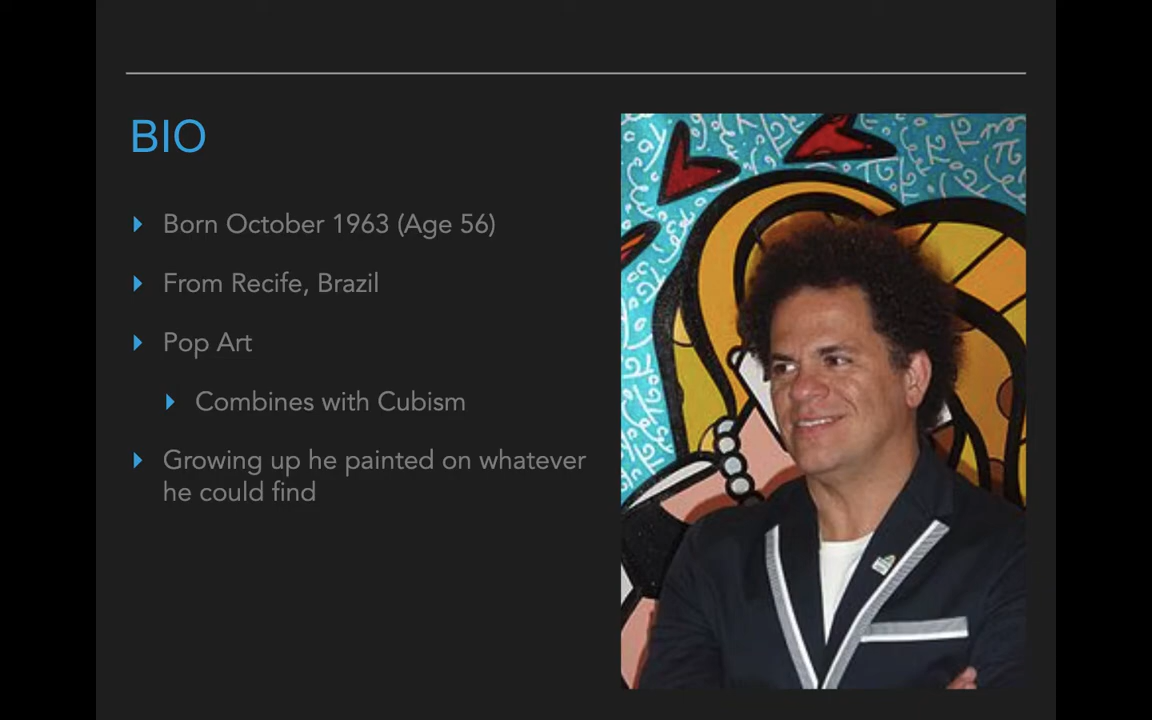 BIO
Born October 1963 (Age 56)
From Recife, Brazil
Pop Art
Combines with Cubism
Growing up he painted on whatever
he could find